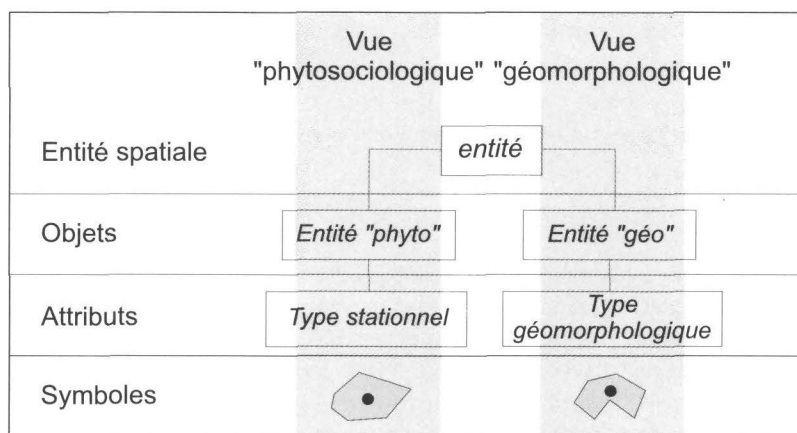 Vue Vue
"phytosociologique" "géomorphologique"
Entité spatiale entité
Objets Entité "phyto" Entité "géo"
Attributs Type stationnel Type
géomorphologique
Symboles